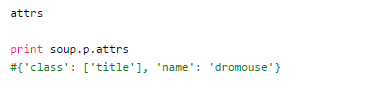 attrs
print soup.p.attrs
#{'class': ['title'], 'name': 'dromouse'}